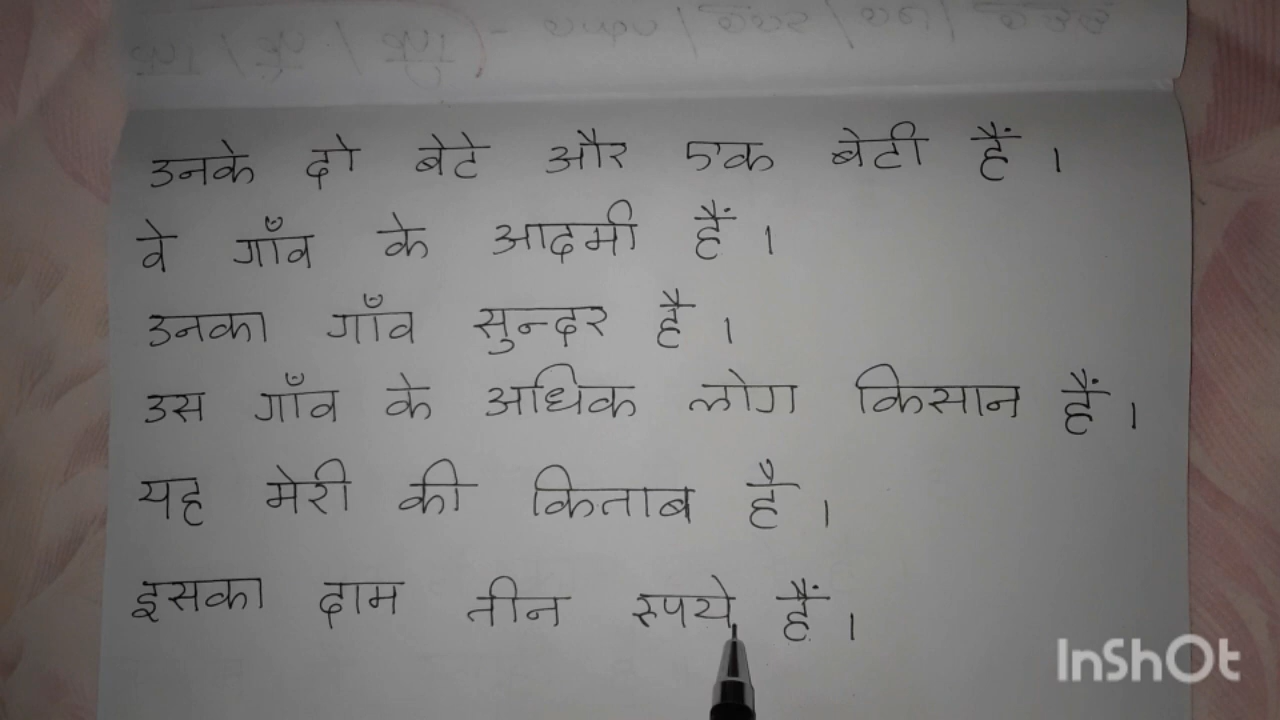 उनके दो बेटे और एक बेटी हैं ।
वे गाँव के आदमी हैं ।
उनका गाँव सुन्दर है ।
उस गाँव के अधिक लोग किसान हैं ।
यह मेरी की किताब है ।
इसका दाम तीन रुपये हैं ।
InShOt